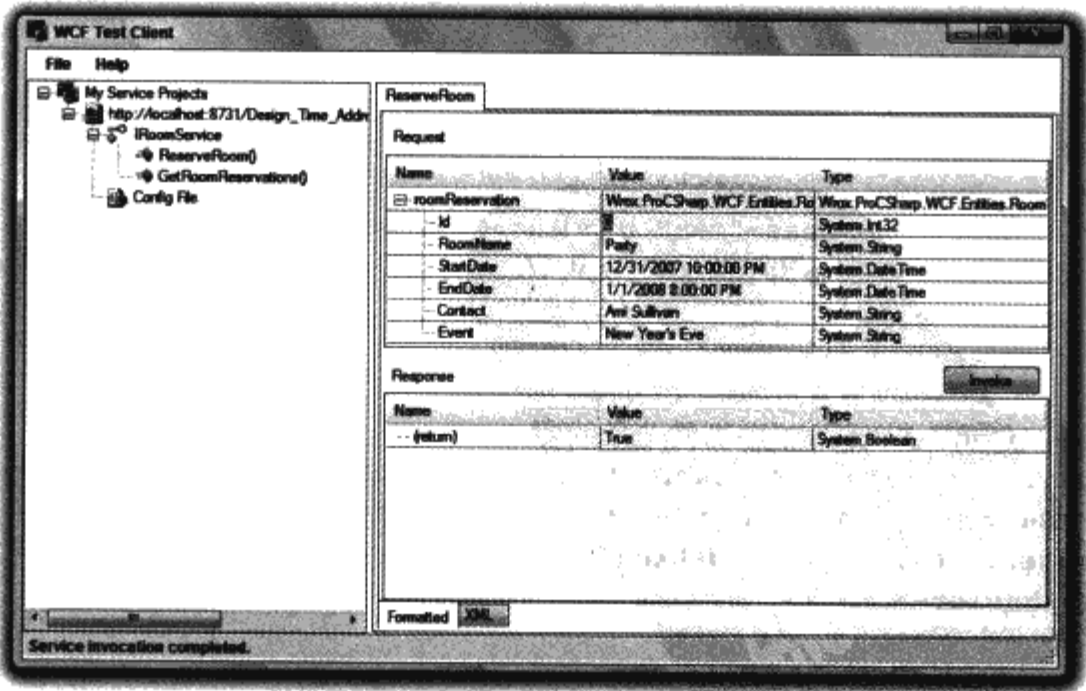 WCF Test Client
File Help
My Service Projects
http://localhost:8731/Design_Time_Addre
IRoomService
ReserveRoom()
GetRoomReservations()
Config File
ReserveRoom
Request
Name Value Type
roomReservation Wrox.ProCSharp.WCF.Entities.Ro Wrox.ProCSharp.WCF.Entities.Room
Id System.Int32
RoomName Party System.String
StartDate 12/31/2007 10:00:00 PM System.DateTime
EndDate 1/1/2008 PM System.DateTime
Contact Ami Sullivan System.String
Event New Year's Eve System.String
Response Invoke
Name Value Type
(return) True System.Boolean
Formatted XML
Service invocation completed.